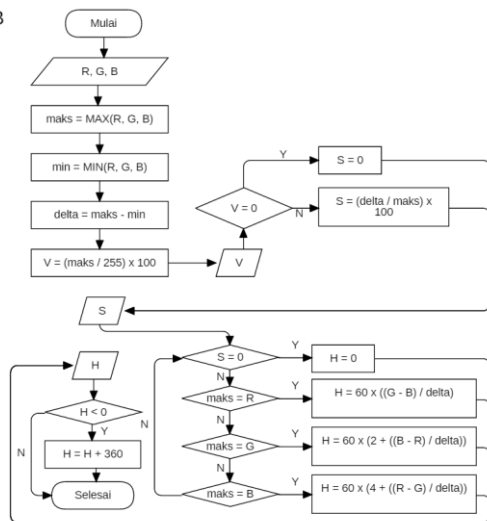 B
Mulai
R, G, B
maks = MAX(R, G, B)
min = MIN(R, G, B)
delta = maks - min
V = (maks / 255) x 100
V
V = 0
Y
N
S = 0
S = (delta / maks) x
100
S
S = 0
Y
N
H = 0
maks = R
Y
N
H = 60 x ((G - B) / delta)
maks = G
Y
N
H = 60 x (2 + ((B - R) / delta))
maks = B
Y
N
H = 60 x (4 + ((R - G) / delta))
H
H < 0
Y
N
H = H + 360
Selesai